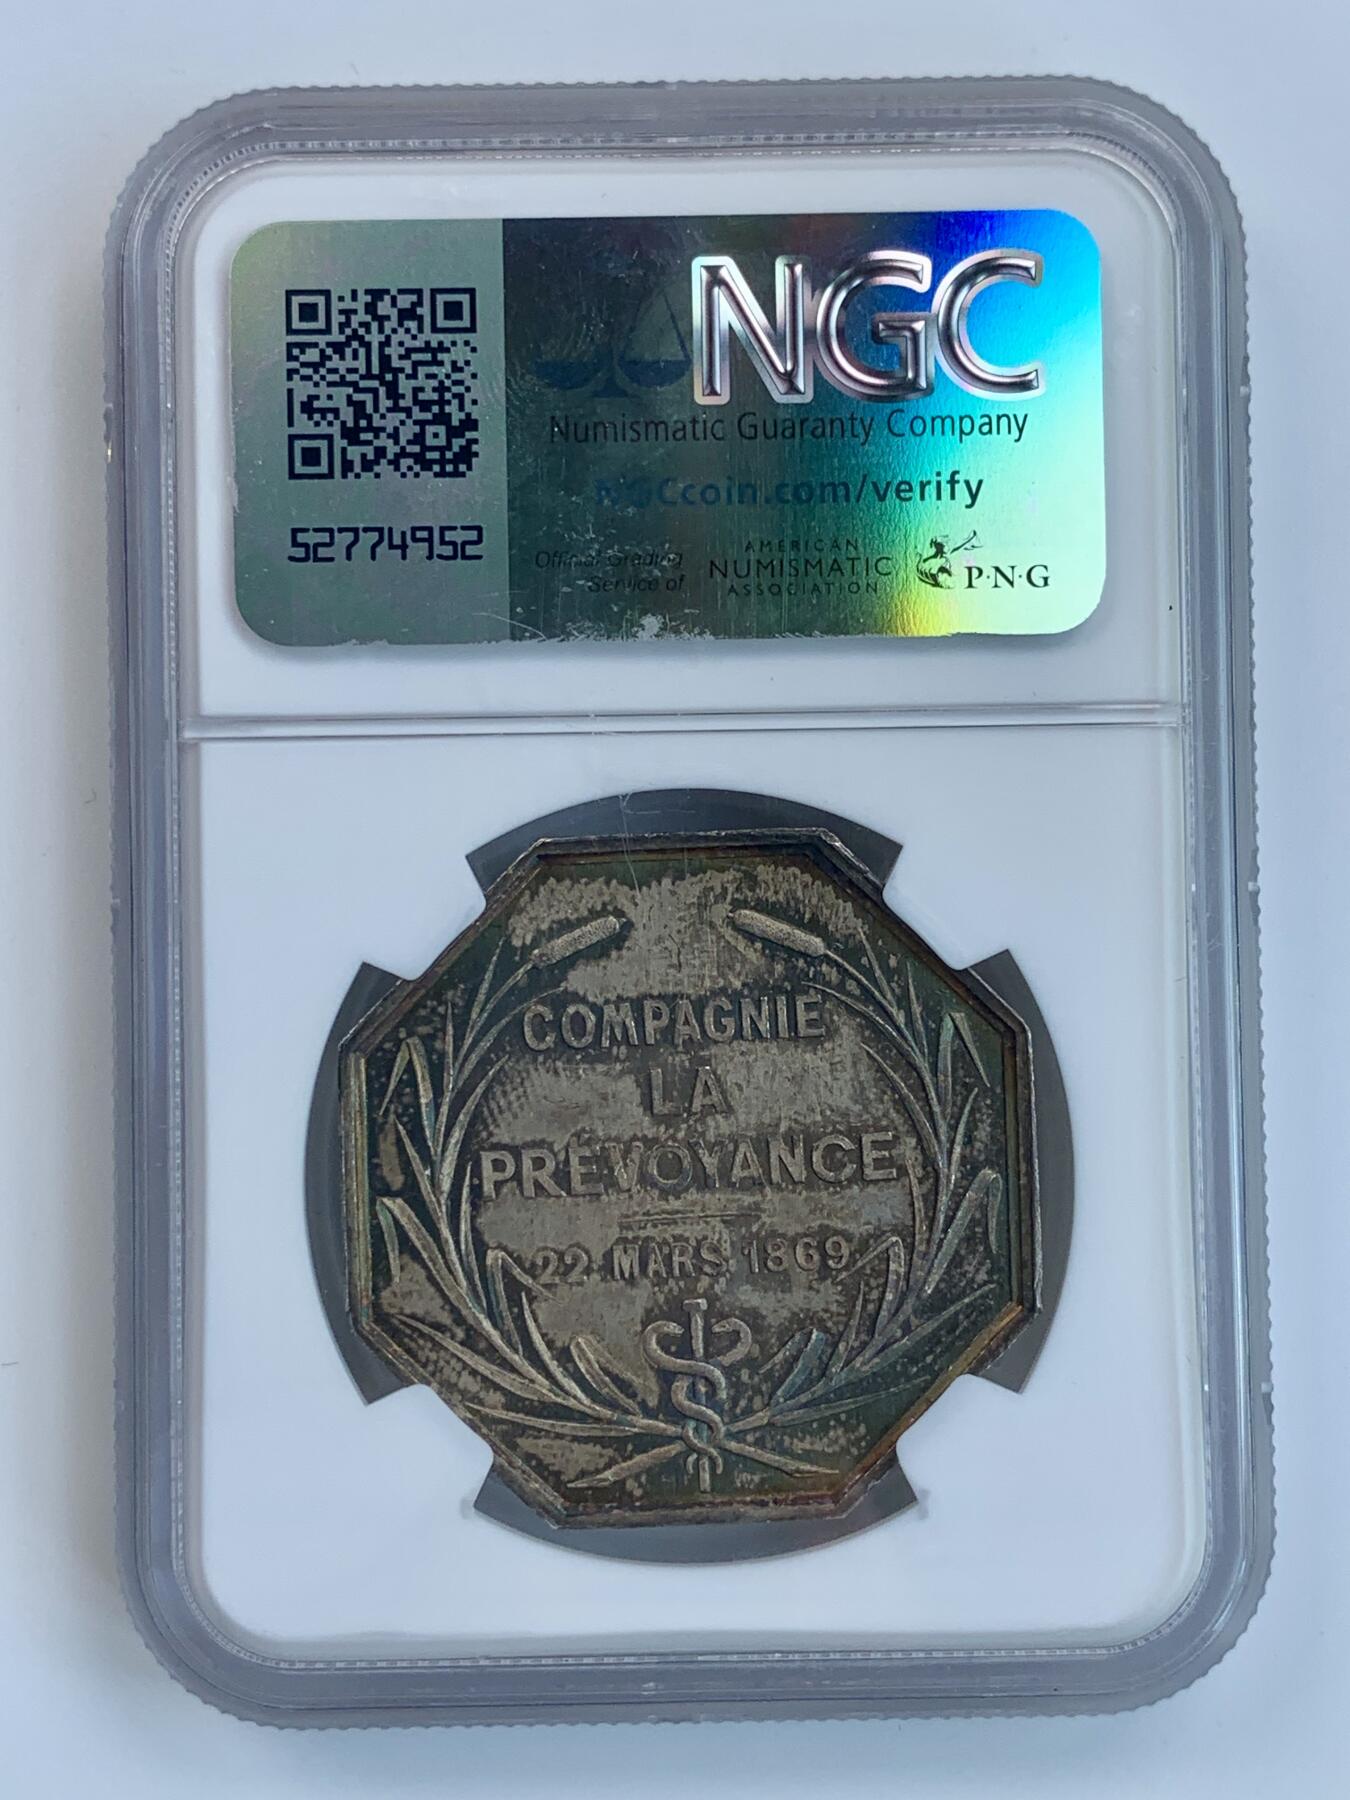 NGC
Numismatic Guaranty Company
NGCcoin.com/verify
52774952
Official Grading
Service of
AMERICAN
NUMISMATIC
ASSOCIATION
P·N·G
COMPAGNIE
LA
PRÉVOYANCE
22 MARS 1869